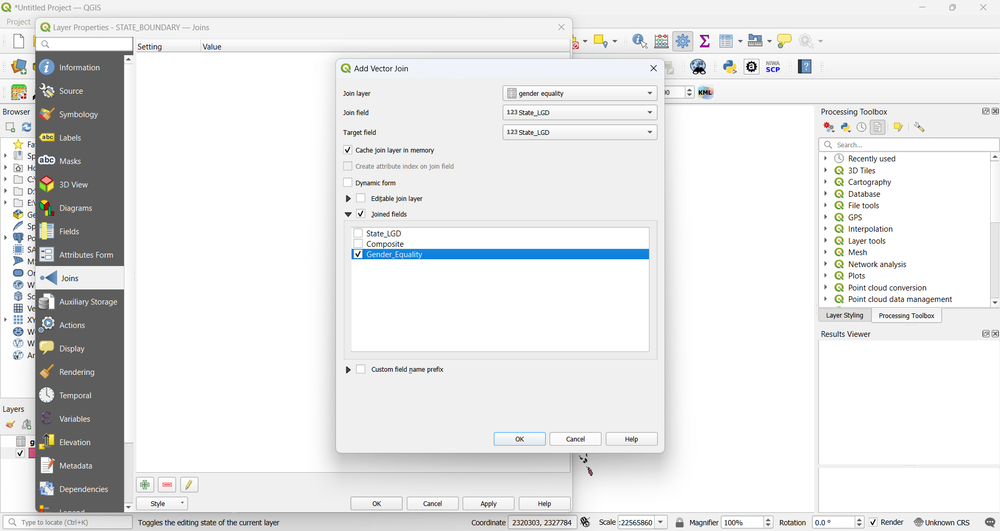 *Untitled Project — QGIS
Project
Layer Properties - STATE_BOUNDARY — Joins
Setting
Value
Information
Source
Symbology
abc Labels
abc Masks
3D View
Diagrams
Fields
Attributes Form
Joins
Auxiliary Storage
Actions
Display
Rendering
Temporal
Variables
Elevation
Metadata
Dependencies
Legend
Style
OK
Cancel
Apply
Help
Add Vector Join
Join layer
gender equality
Join field
123 State_LGD
Target field
123 State_LGD
Cache join layer in memory
Create attribute index on join field
Dynamic form
Editable join layer
Joined fields
State_LGD
Composite
Gender_Equality
Custom field name prefix
OK
Cancel
Help
Browser
Fa
Sp
C:\
D:\
E:\
Ge
Sp
Po
SA
M
Or
W
Sc
Ve
XY
W
W
Ar
Layers
g
NIWA
SCP
a
00
KML
Processing Toolbox
Search...
Recently used
3D Tiles
Cartography
Database
File tools
GPS
Interpolation
Layer tools
Mesh
Network analysis
Plots
Point cloud conversion
Point cloud data management
Layer Styling
Processing Toolbox
Results Viewer
Type to locate (Ctrl+K)
Toggles the editing state of the current layer
Coordinate 2320303, 2327784
Scale :22565860
Magnifier 100%
Rotation 0.0 °
Render
Unknown CRS